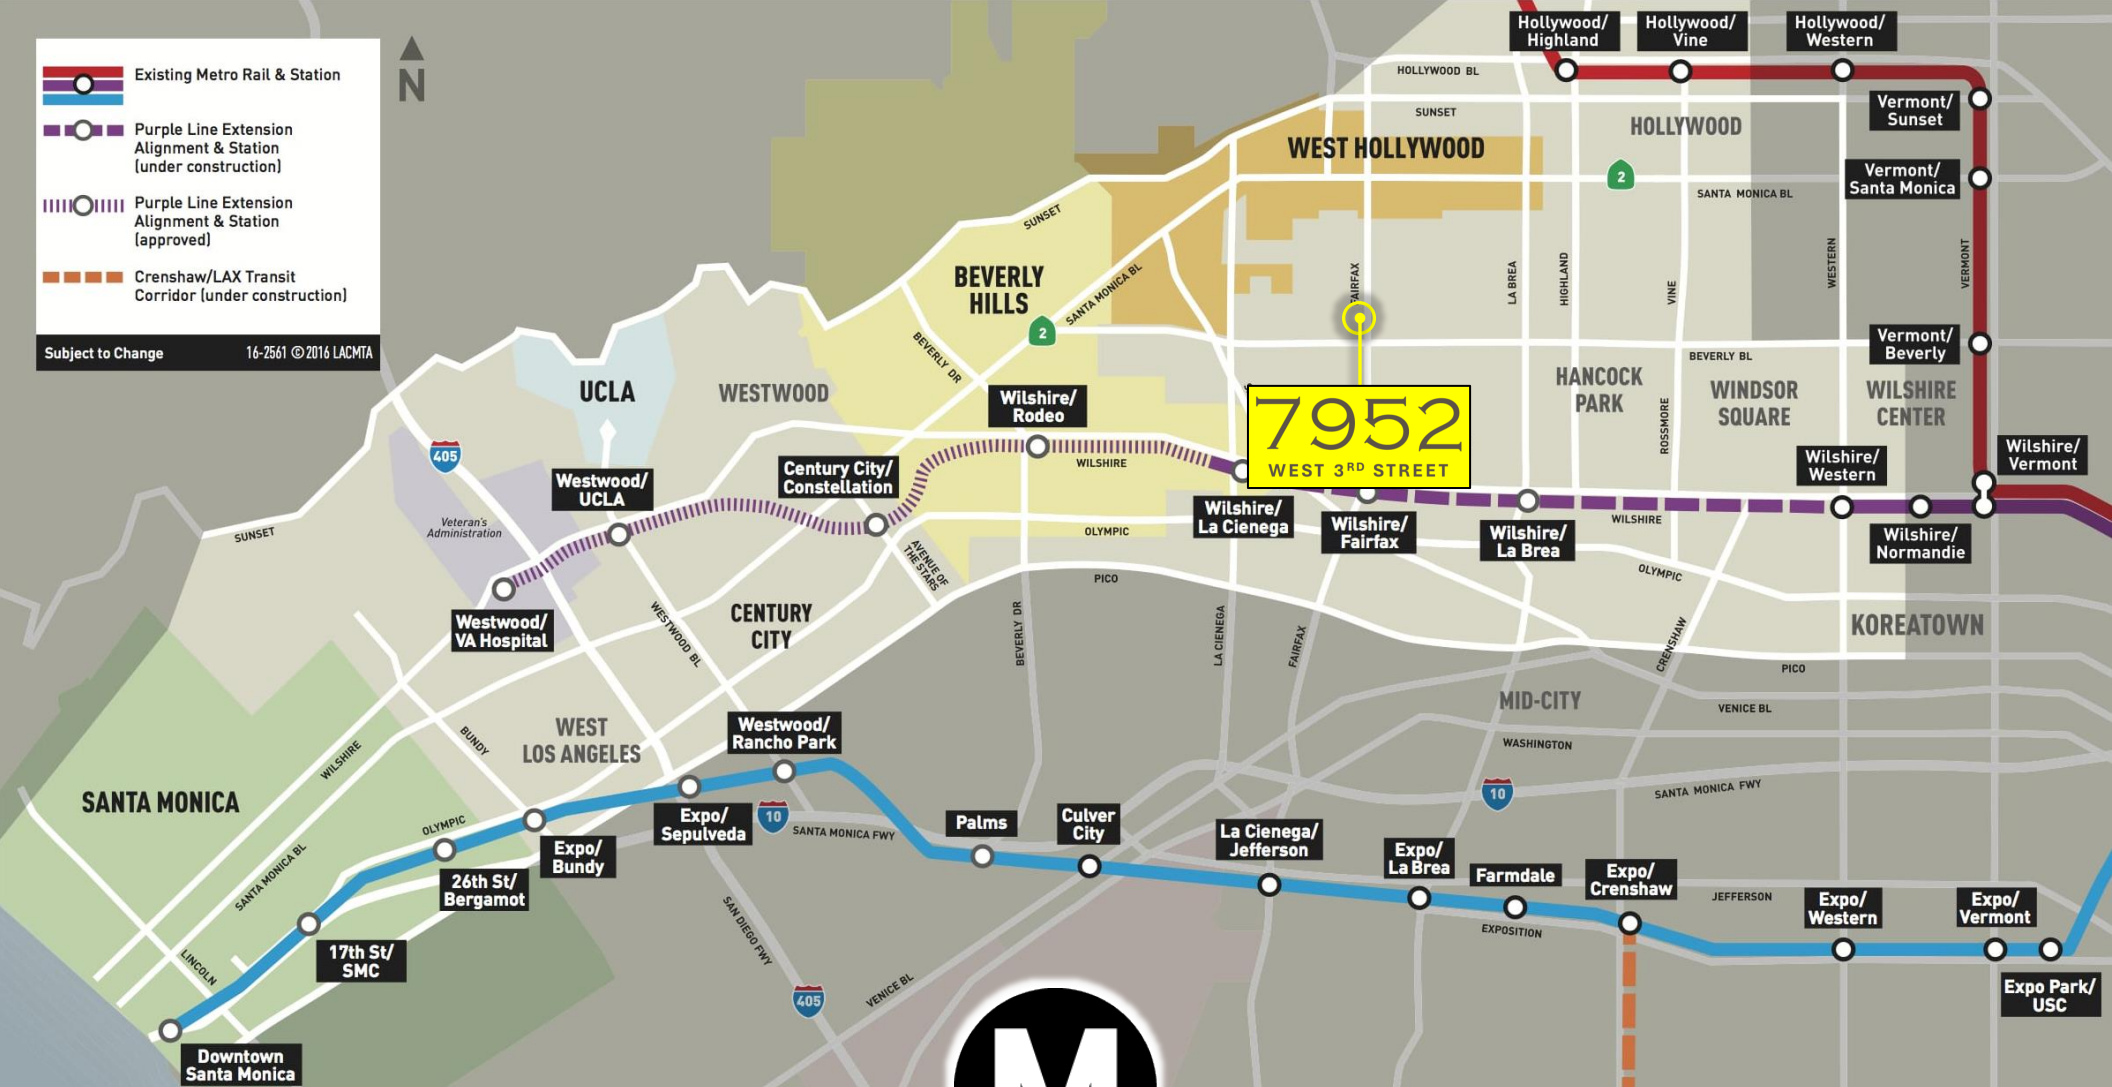 Existing Metro Rail & Station
Purple Line Extension
Alignment & Station
(under construction)
Purple Line Extension
Alignment & Station
(approved)
Crenshaw/LAX Transit
Corridor (under construction)
Subject to Change
16-2561 © 2016 LACMTA
N
Hollywood/
Highland
Hollywood/
Vine
Hollywood/
Western
HOLLYWOOD BL
SUNSET
Vermont/
Sunset
HOLLYWOOD
WEST HOLLYWOOD
2
SANTA MONICA BL
Vermont/
Santa Monica
SUNSET
BEVERLY
HILLS
SANTA MONICA BL
2
FAIRFAX
LA BREA
HIGHLAND
VINE
WESTERN
VERMONT
Vermont/
Beverly
BEVERLY BL
BEVERLY DR
UCLA
WESTWOOD
Wilshire/
Rodeo
7952
WEST 3RD STREET
HANCOCK
PARK
WINDSOR
SQUARE
WILSHIRE
CENTER
ROSSMORE
405
Veteran's
Administration
Westwood/
UCLA
Century City/
Constellation
WILSHIRE
Wilshire/
La Cienega
Wilshire/
Fairfax
Wilshire/
La Brea
WILSHIRE
Wilshire/
Western
Wilshire/
Normandie
Wilshire/
Vermont
SUNSET
OLYMPIC
AVENUE OF
THE STARS
PICO
OLYMPIC
Westwood/
VA Hospital
WESTWOOD BL
CENTURY
CITY
BEVERLY DR
LA CIENEGA
FAIRFAX
CRENSHAW
KOREATOWN
PICO
MID-CITY
VENICE BL
WASHINGTON
SANTA MONICA FWY
10
WEST
LOS ANGELES
BUNDY
WILSHIRE
SANTA MONICA
Westwood/
Rancho Park
Expo/
Sepulveda
10
SANTA MONICA FWY
OLYMPIC
SANTA MONICA BL
Expo/
Bundy
26th St/
Bergamot
17th St/
SMC
LINCOLN
Downtown
Santa Monica
SAN DIEGO FWY
405
VENICE BL
Palms
Culver
City
La Cienega/
Jefferson
Expo/
La Brea
Farmdale
Expo/
Crenshaw
EXPOSITION
JEFFERSON
Expo/
Western
Expo/
Vermont
Expo Park/
USC
M